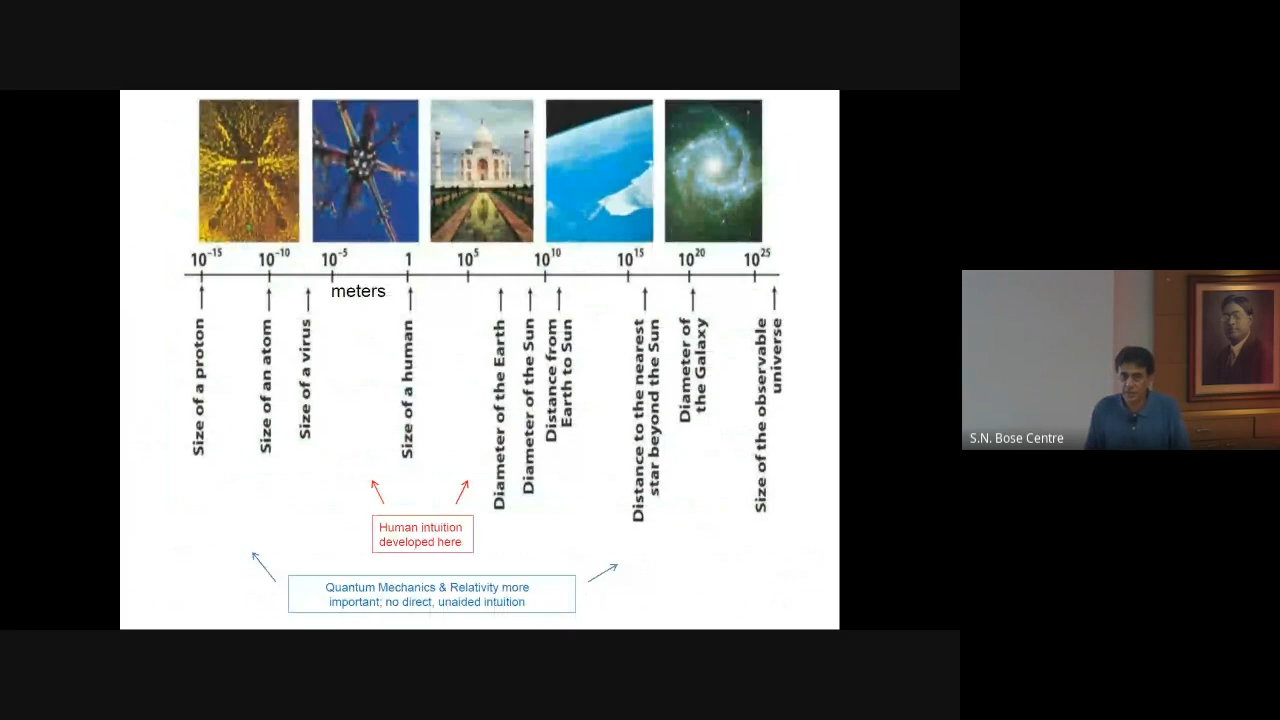 10⁻¹⁵ 10⁻¹⁰ 10⁻⁵ 1 10⁵ 10¹⁰ 10¹⁵ 10²⁰ 10²⁵
meters
Size of a proton
Size of an atom
Size of a virus
Size of a human
Diameter of the Earth
Diameter of the Sun
Distance from
Earth to Sun
Distance to the nearest
star beyond the Sun
Diameter of
the Galaxy
Size of the observable
universe
Human intuition
developed here
Quantum Mechanics & Relativity more
important; no direct, unaided intuition
S.N. Bose Centre